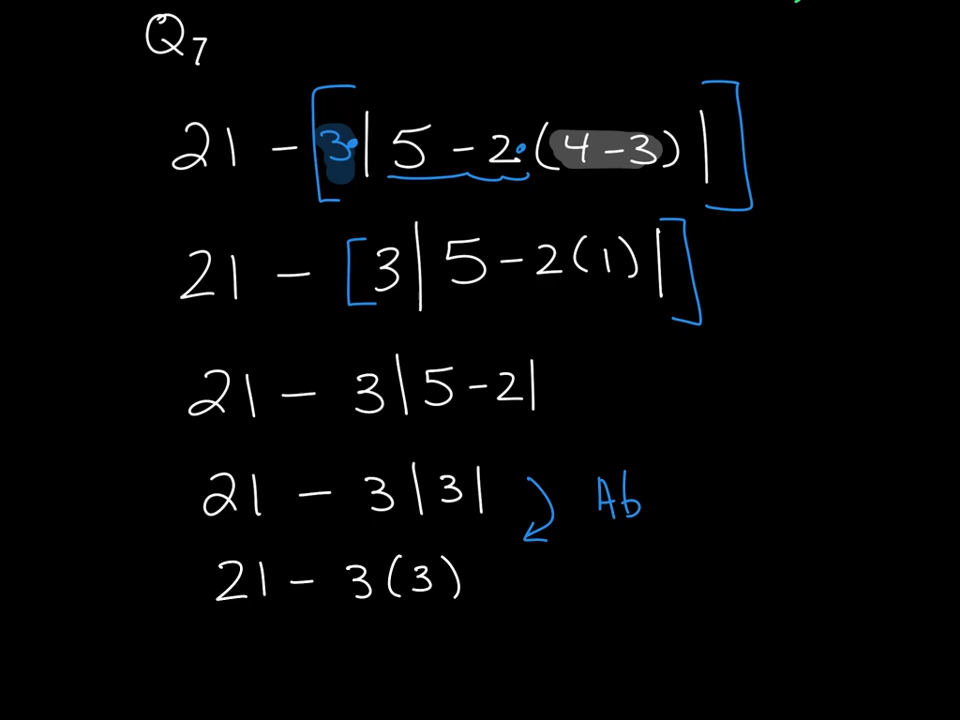 Q7
21 - [3·|5-2·(4-3)|]
21 - [3|5-2(1)|]
21 - 3|5-2|
21 - 3|3| Ab
21 - 3(3)